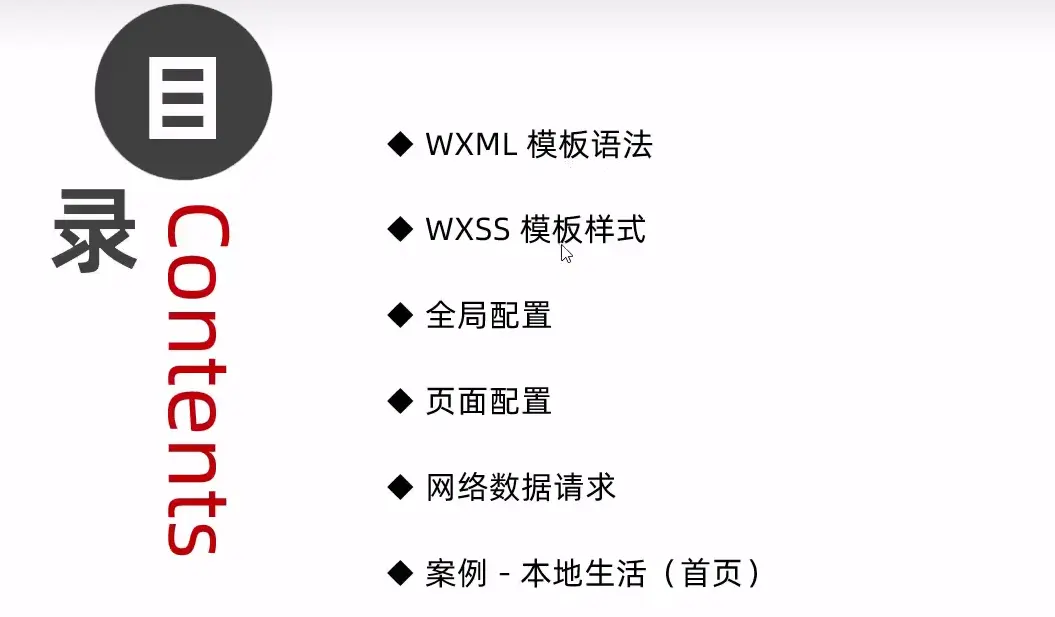 目录
Contents
◆ WXML 模板语法
◆ WXSS 模板样式
◆ 全局配置
◆ 页面配置
◆ 网络数据请求
◆ 案例 - 本地生活（首页）